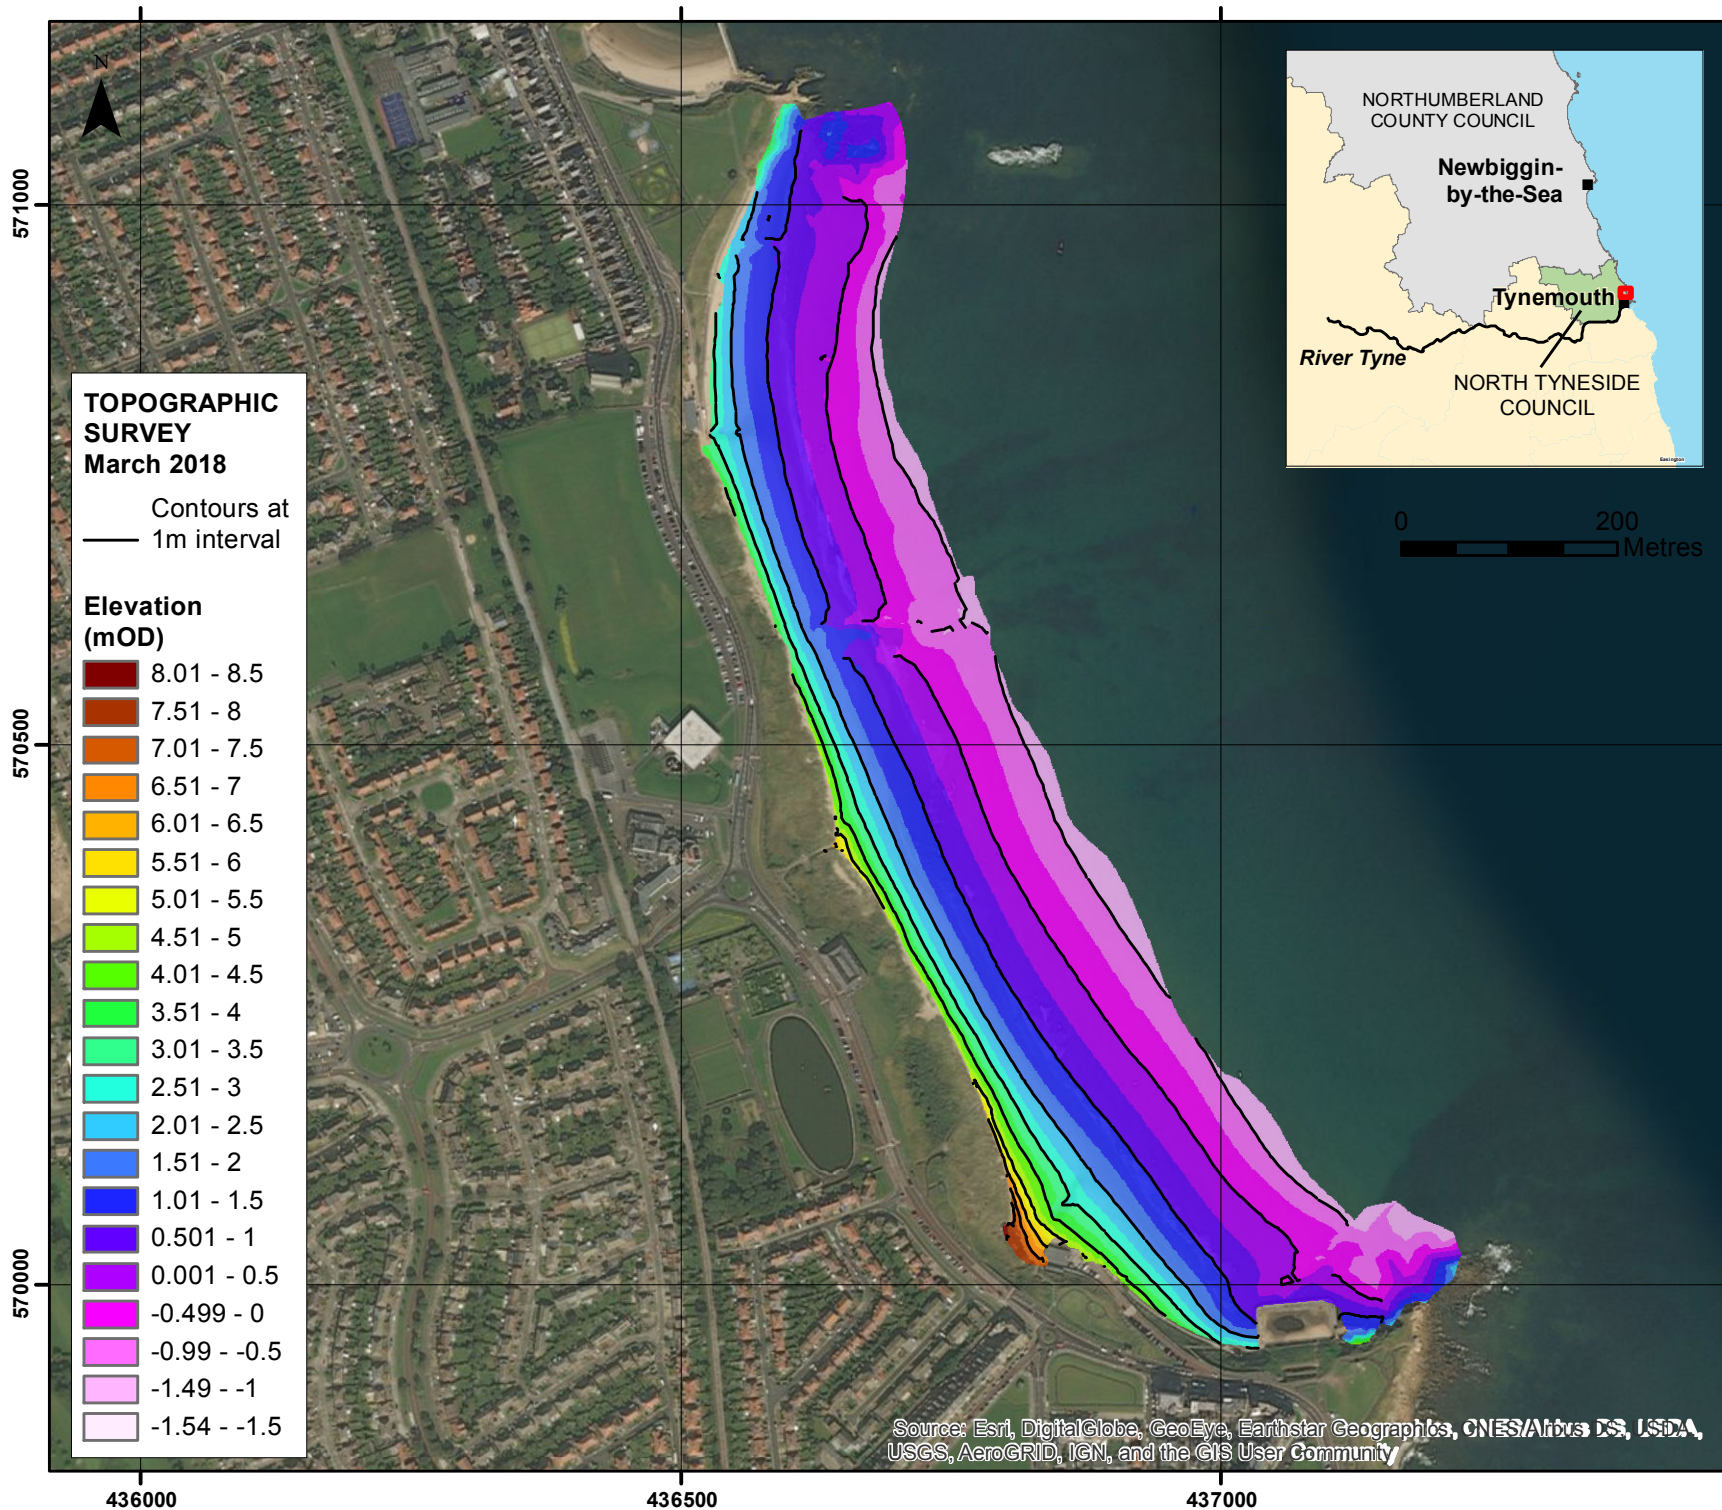 N
NORTHUMBERLAND
COUNTY COUNCIL
Newbiggin-
by-the-Sea
Tynemouth
River Tyne
NORTH TYNESIDE
COUNCIL
Easington
0 200
Metres
TOPOGRAPHIC
SURVEY
March 2018
Contours at
1m interval
Elevation
(mOD)
8.01 - 8.5
7.51 - 8
7.01 - 7.5
6.51 - 7
6.01 - 6.5
5.51 - 6
5.01 - 5.5
4.51 - 5
4.01 - 4.5
3.51 - 4
3.01 - 3.5
2.51 - 3
2.01 - 2.5
1.51 - 2
1.01 - 1.5
0.501 - 1
0.001 - 0.5
-0.499 - 0
-0.99 - -0.5
-1.49 - -1
-1.54 - -1.5
571000
570500
570000
Source: Esri, DigitalGlobe, GeoEye, Earthstar Geographics, CNES/Airbus DS, USDA,
USGS, AeroGRID, IGN, and the GIS User Community
436000 436500 437000